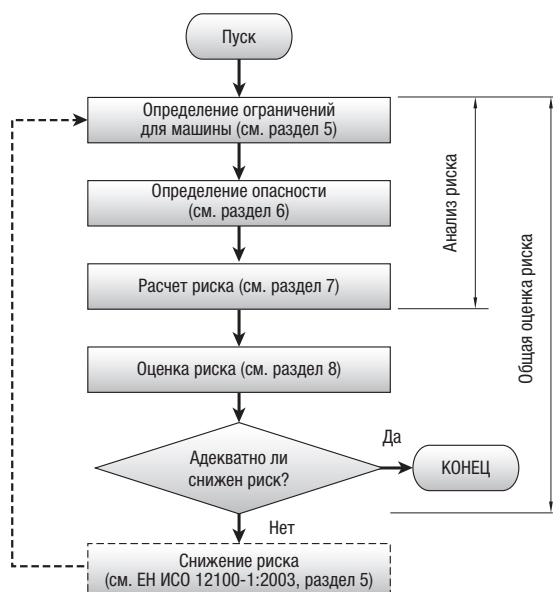 Пуск
Определение ограничений
для машины (см. раздел 5)
Определение опасности
(см. раздел 6)
Расчет риска (см. раздел 7)
Оценка риска (см. раздел 8)
Адекватно ли
снижен риск?
Да
КОНЕЦ
Нет
Снижение риска
(см. ЕН ИСО 12100-1:2003, раздел 5)
Анализ риска
Общая оценка риска